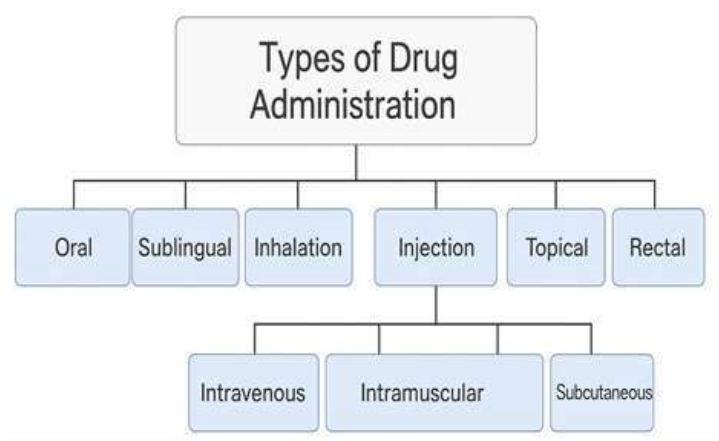 Types of Drug
Administration
Oral
Sublingual
Inhalation
Injection
Topical
Rectal
Intravenous
Intramuscular
Subcutaneous